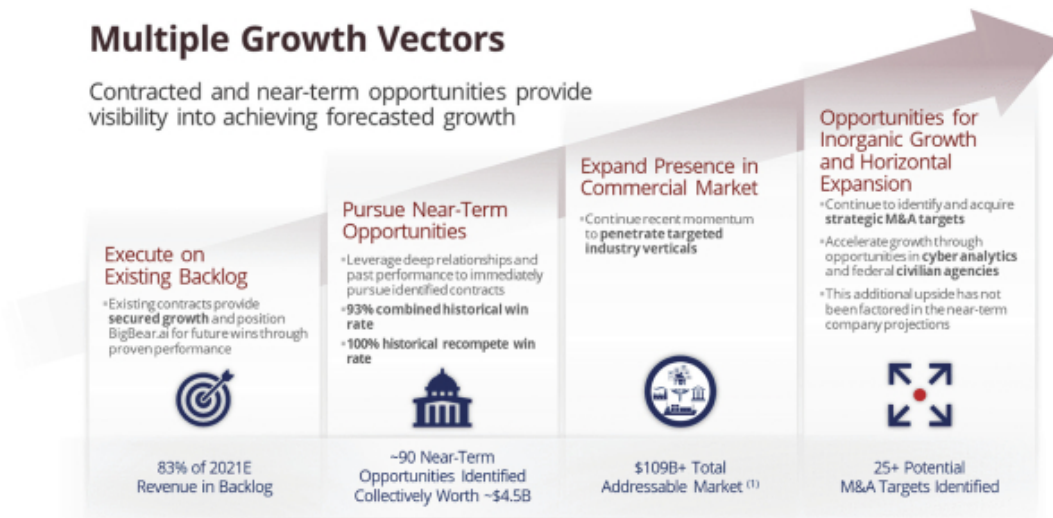 Multiple Growth Vectors
Contracted and near-term opportunities provide
visibility into achieving forecasted growth
Execute on
Existing Backlog
•Existing contracts provide
secured growth and position
BigBear.ai for future wins through
proven performance
83% of 2021E
Revenue in Backlog
Pursue Near-Term
Opportunities
•Leverage deep relationships and
past performance to immediately
pursue identified contracts
•93% combined historical win
rate
•100% historical recompete win
rate
~90 Near-Term
Opportunities Identified
Collectively Worth ~$4.5B
Expand Presence in
Commercial Market
•Continue recent momentum
to penetrate targeted
industry verticals
$109B+ Total
Addressable Market (1)
Opportunities for
Inorganic Growth
and Horizontal
Expansion
•Continue to identify and acquire
strategic M&A targets
•Accelerate growth through
opportunities in cyber analytics
and federal civilian agencies
•This additional upside has not
been factored in the near-term
company projections
25+ Potential
M&A Targets Identified